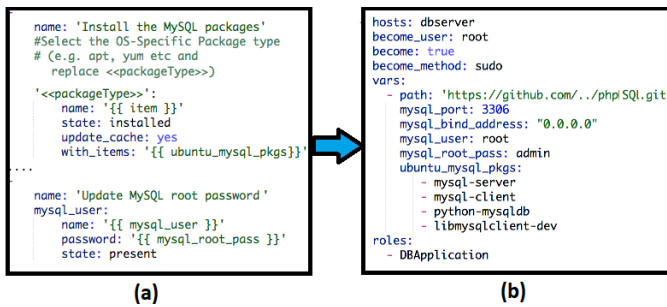 name: 'Install the MySQL packages'
#Select the OS-Specific Package type
# (e.g. apt, yum etc and
replace <<packageType>>)
'<<packageType>>':
name: '{{ item }}'
state: installed
update_cache: yes
with_items: '{{ ubuntu_mysql_pkgs}}'
....
name: 'Update MySQL root password'
mysql_user:
name: '{{ mysql_user }}'
password: '{{ mysql_root_pass }}'
state: present
(a)
hosts: dbserver
become_user: root
become: true
become_method: sudo
vars:
- path: 'https://github.com/../php|SQl.git
mysql_port: 3306
mysql_bind_address: "0.0.0.0"
mysql_user: root
mysql_root_pass: admin
ubuntu_mysql_pkgs:
- mysql-server
- mysql-client
- python-mysqldb
- libmysqlclient-dev
roles:
- DBApplication
(b)